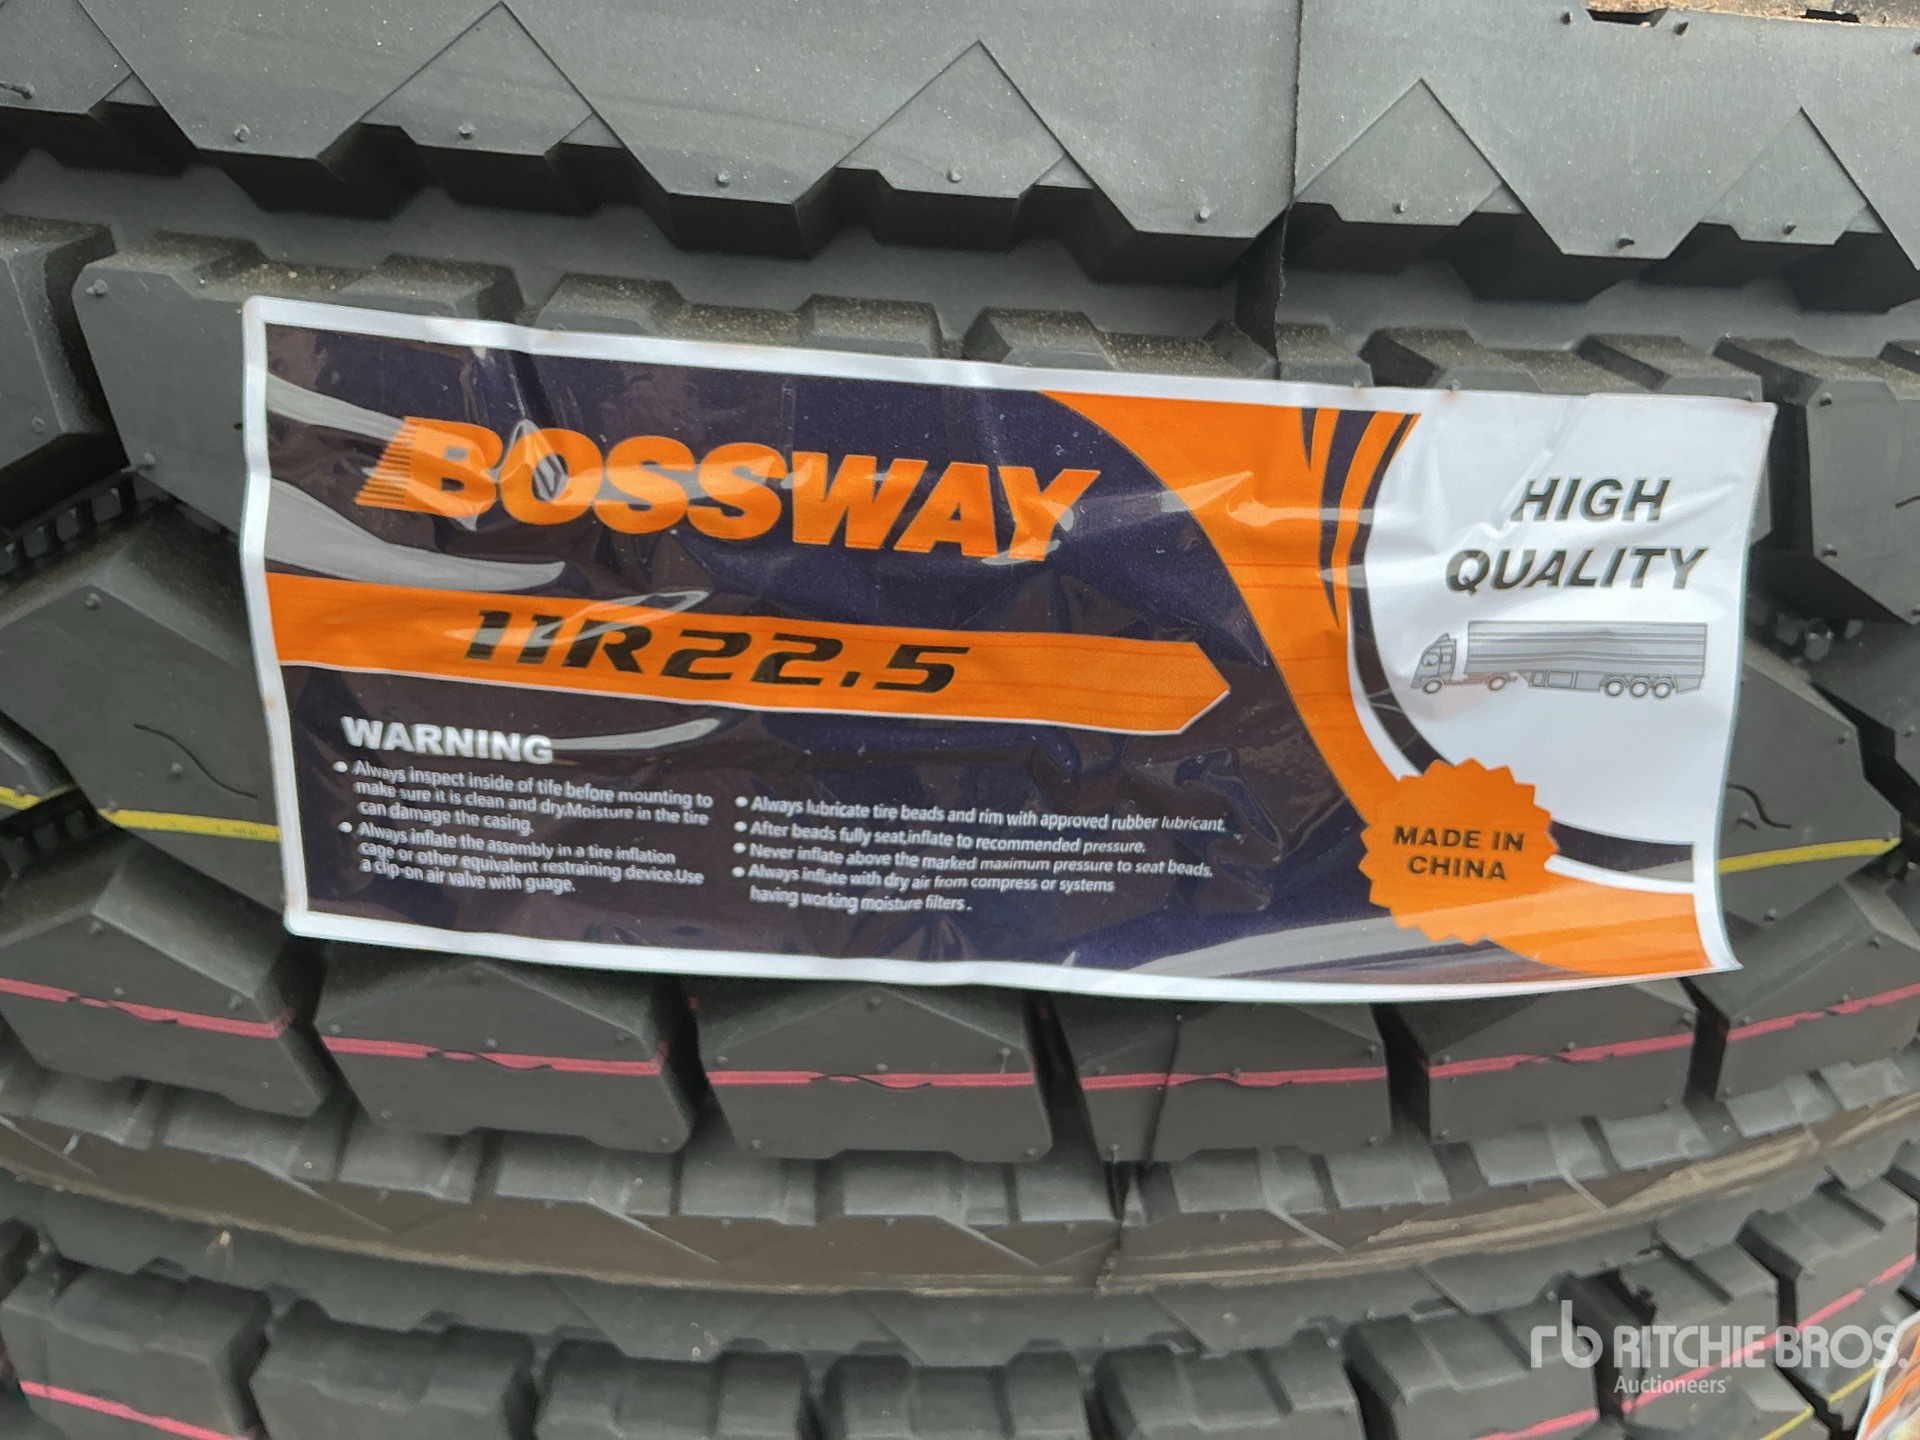 BOSSWAY
11R22.5
WARNING
• Always inspect inside of tife before mounting to
make sure it is clean and dry.Moisture in the tire
can damage the casing.
• Always inflate the assembly in a tire inflation
cage or other equivalent restraining device.Use
a clip-on air valve with guage.
• Always lubricate tire beads and rim with approved rubber lubricant.
• After beads fully seat,inflate to recommended pressure.
• Never inflate above the marked maximum pressure to seat beads.
• Always inflate with dry air from compress or systems
having working moisture filters.
HIGH
QUALITY
MADE IN
CHINA
rb RITCHIE BROS.
Auctioneers